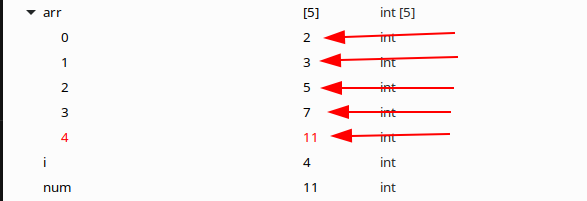 arr [5] int [5]
0 2 int
1 3 int
2 5 int
3 7 int
4 11 int
i 4 int
num 11 int